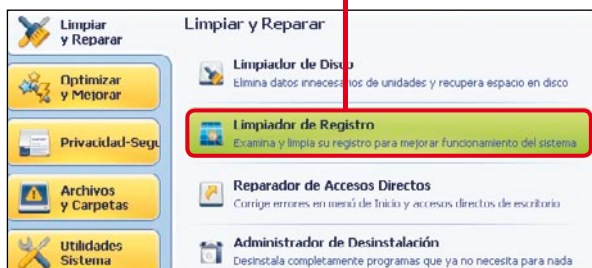 Limpiar
y Reparar
Optimizar
y Mejorar
Privacidad-Segu
Archivos
y Carpetas
Utilidades
Sistema
Limpiar y Reparar
Limpiador de Disco
Elimina datos innecesarios de unidades y recupera espacio en disco
Limpiador de Registro
Examina y limpia su registro para mejorar funcionamiento del sistema
Reparador de Accesos Directos
Corrige errores en menú de Inicio y accesos directos de escritorio
Administrador de Desinstalación
Desinstala completamente programas que ya no necesita para nada